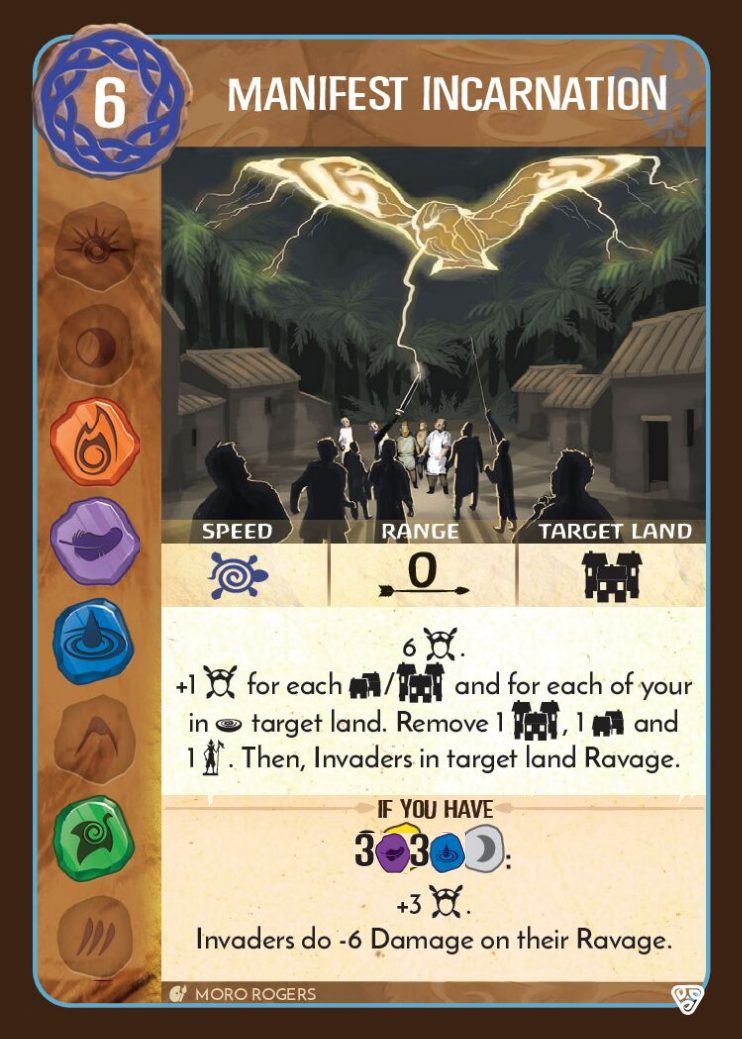 6
MANIFEST INCARNATION
SPEED RANGE TARGET LAND
0
6 .
+1 for each / and for each of your
in target land. Remove 1 , 1 and
1 . Then, Invaders in target land Ravage.
IF YOU HAVE
3 3 :
+3 .
Invaders do -6 Damage on their Ravage.
MORO ROGERS